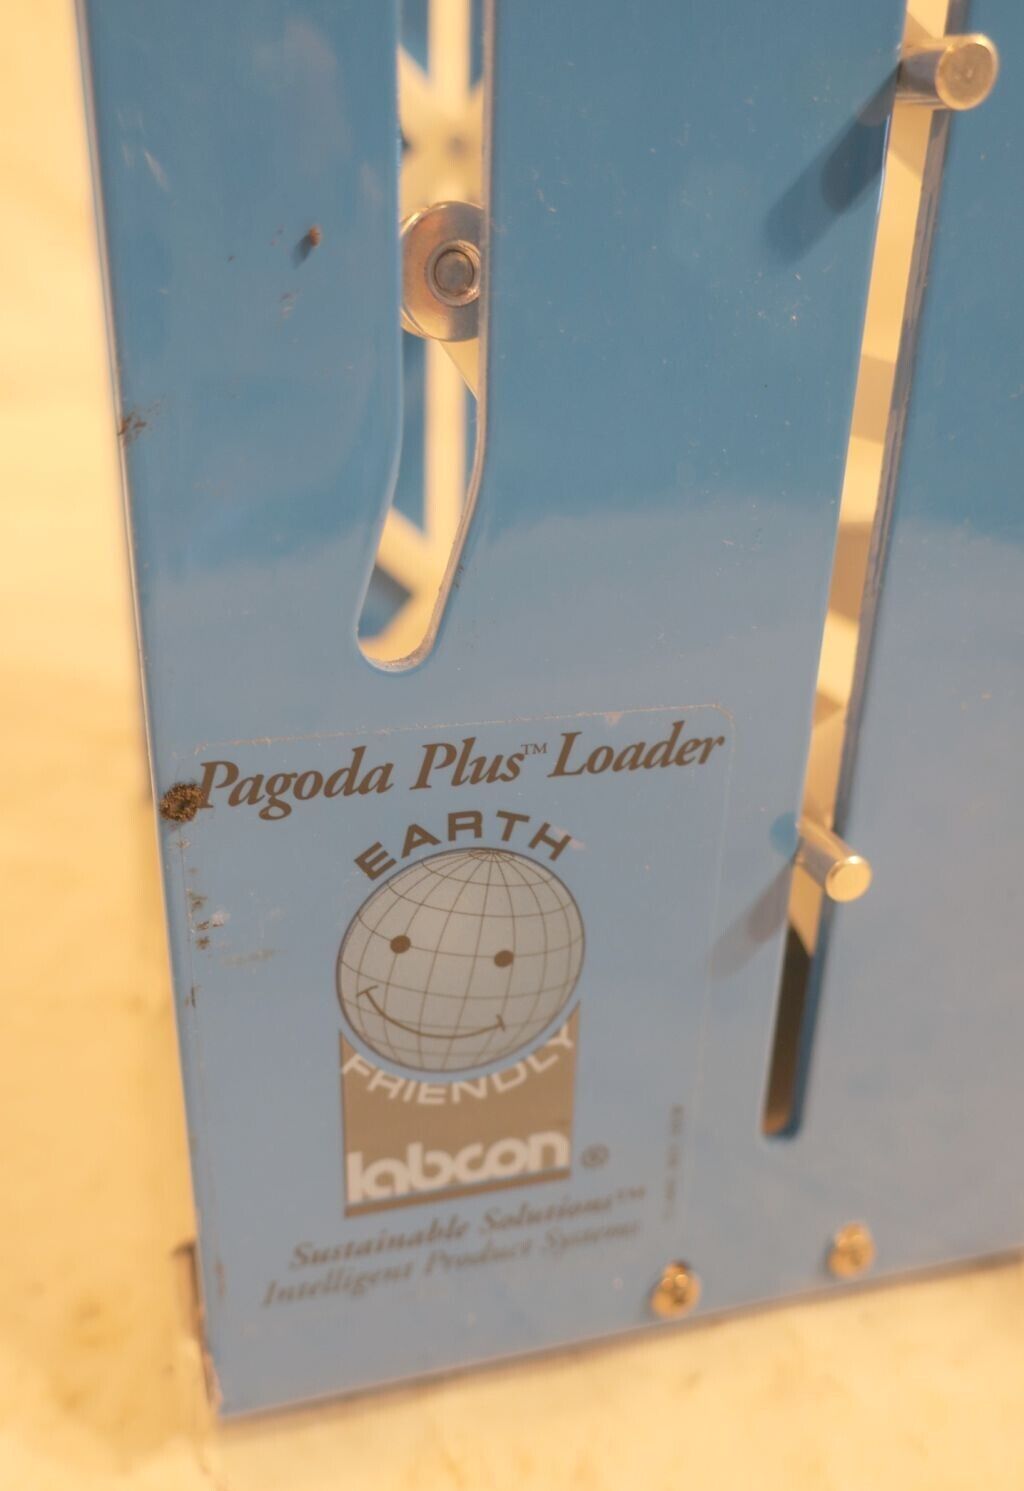 Pagoda Plus™ Loader
EARTH
FRIENDLY
labcon®
Sustainable Solutions™
Intelligent Product Systems